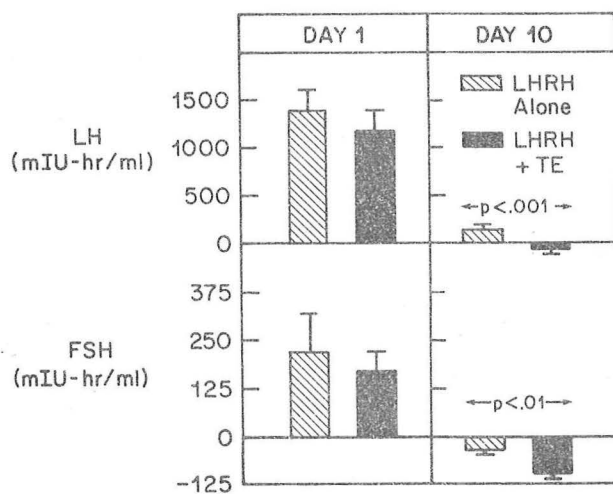 DAY 1
DAY 10
LHRH
Alone
LHRH
+ TE
LH
(mIU-hr/ml)
1500
1000
500
0
p<.001
FSH
(mIU-hr/ml)
375
250
125
0
-125
p<.01